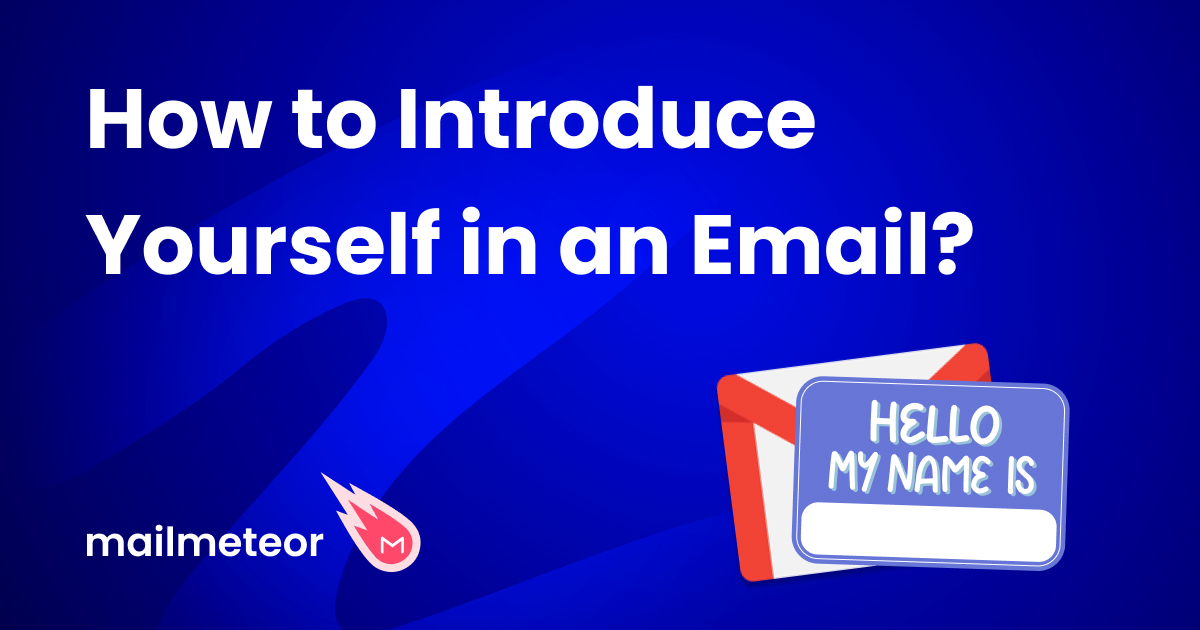 How to Introduce
Yourself in an Email?
HELLO
MY NAME IS
mailmeteor